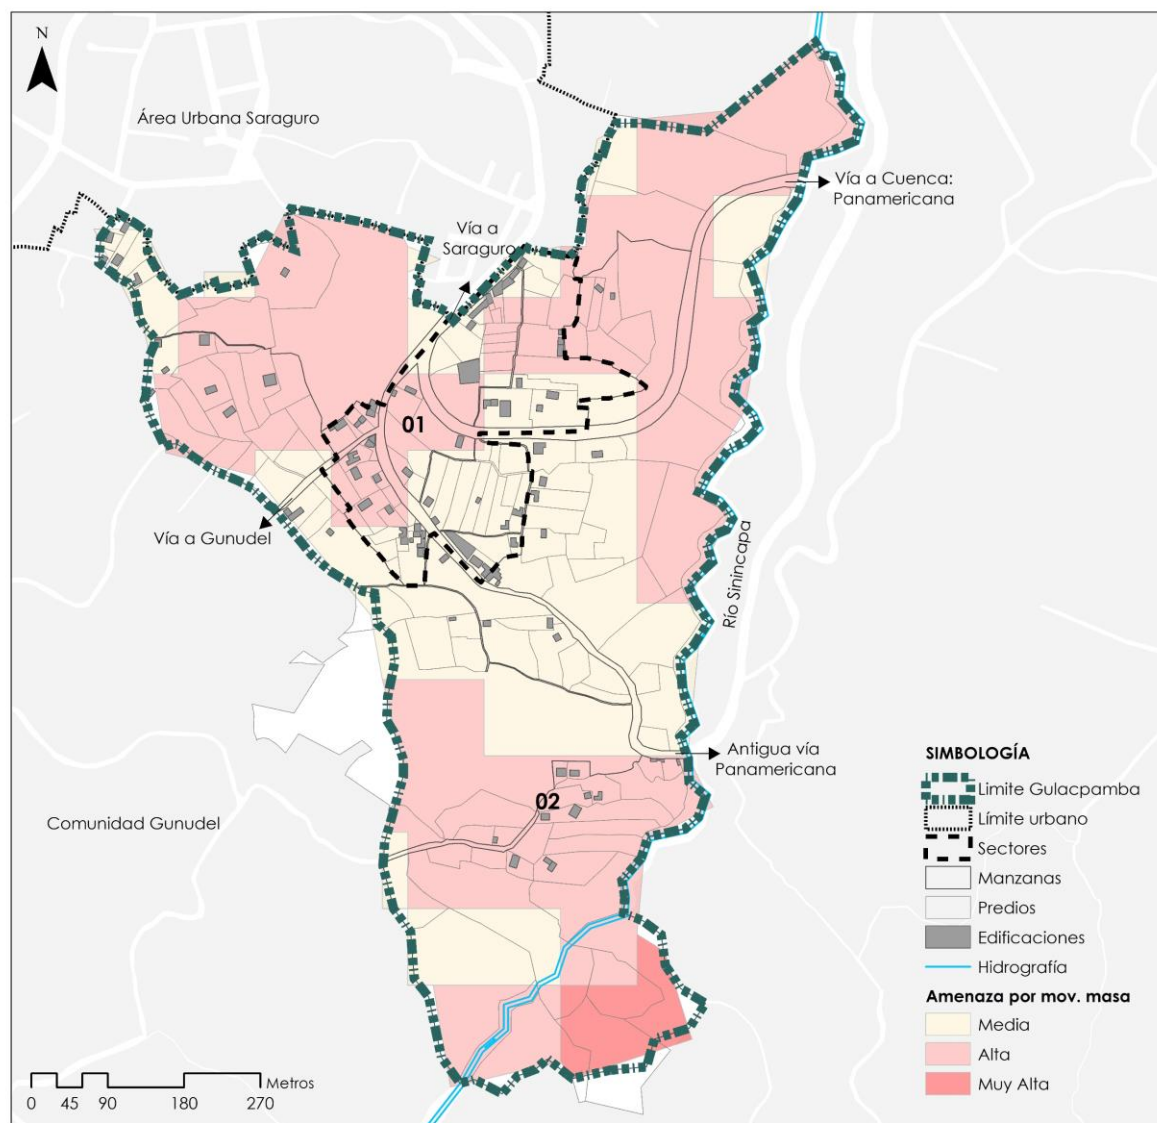 N
Área Urbana Saraguro
Vía a Cuenca:
Panamericana
Vía a
Saraguro
01
Vía a Gunudel
Río Sinincapa
Antigua vía
Panamericana
02
Comunidad Gunudel
SIMBOLOGÍA
Limite Gulacpamba
Límite urbano
Sectores
Manzanas
Predios
Edificaciones
Hidrografía
Amenaza por mov. masa
Media
Alta
Muy Alta
Metros
0 45 90 180 270